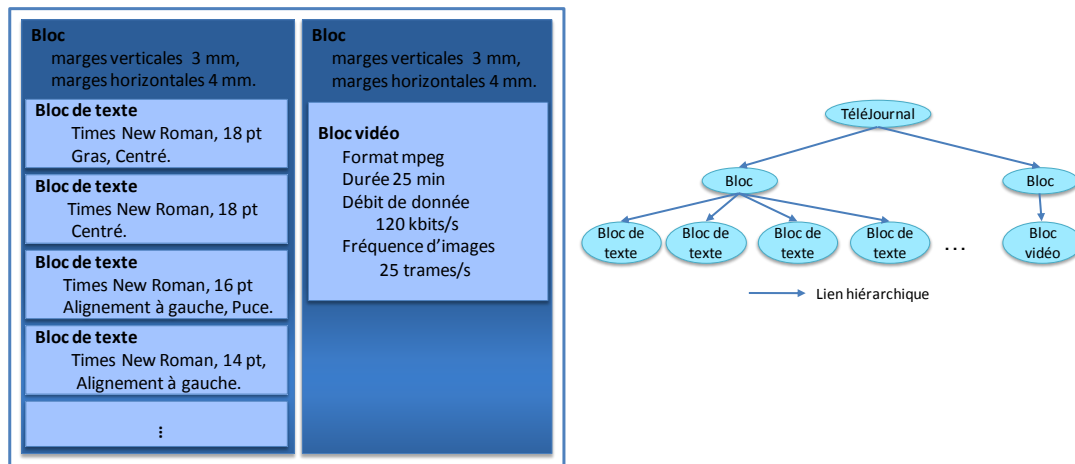 Bloc
marges verticales 3 mm,
marges horizontales 4 mm.
Bloc de texte
Times New Roman, 18 pt
Gras, Centré.
Bloc de texte
Times New Roman, 18 pt
Centré.
Bloc de texte
Times New Roman, 16 pt
Alignement à gauche, Puce.
Bloc de texte
Times New Roman, 14 pt,
Alignement à gauche.
...
Bloc
marges verticales 3 mm,
marges horizontales 4 mm.
Bloc vidéo
Format mpeg
Durée 25 min
Débit de donnée
120 kbits/s
Fréquence d'images
25 trames/s
TéléJournal
Bloc
Bloc
Bloc de
texte
Bloc de
texte
Bloc de
texte
Bloc de
texte
...
Bloc
vidéo
Lien hiérarchique